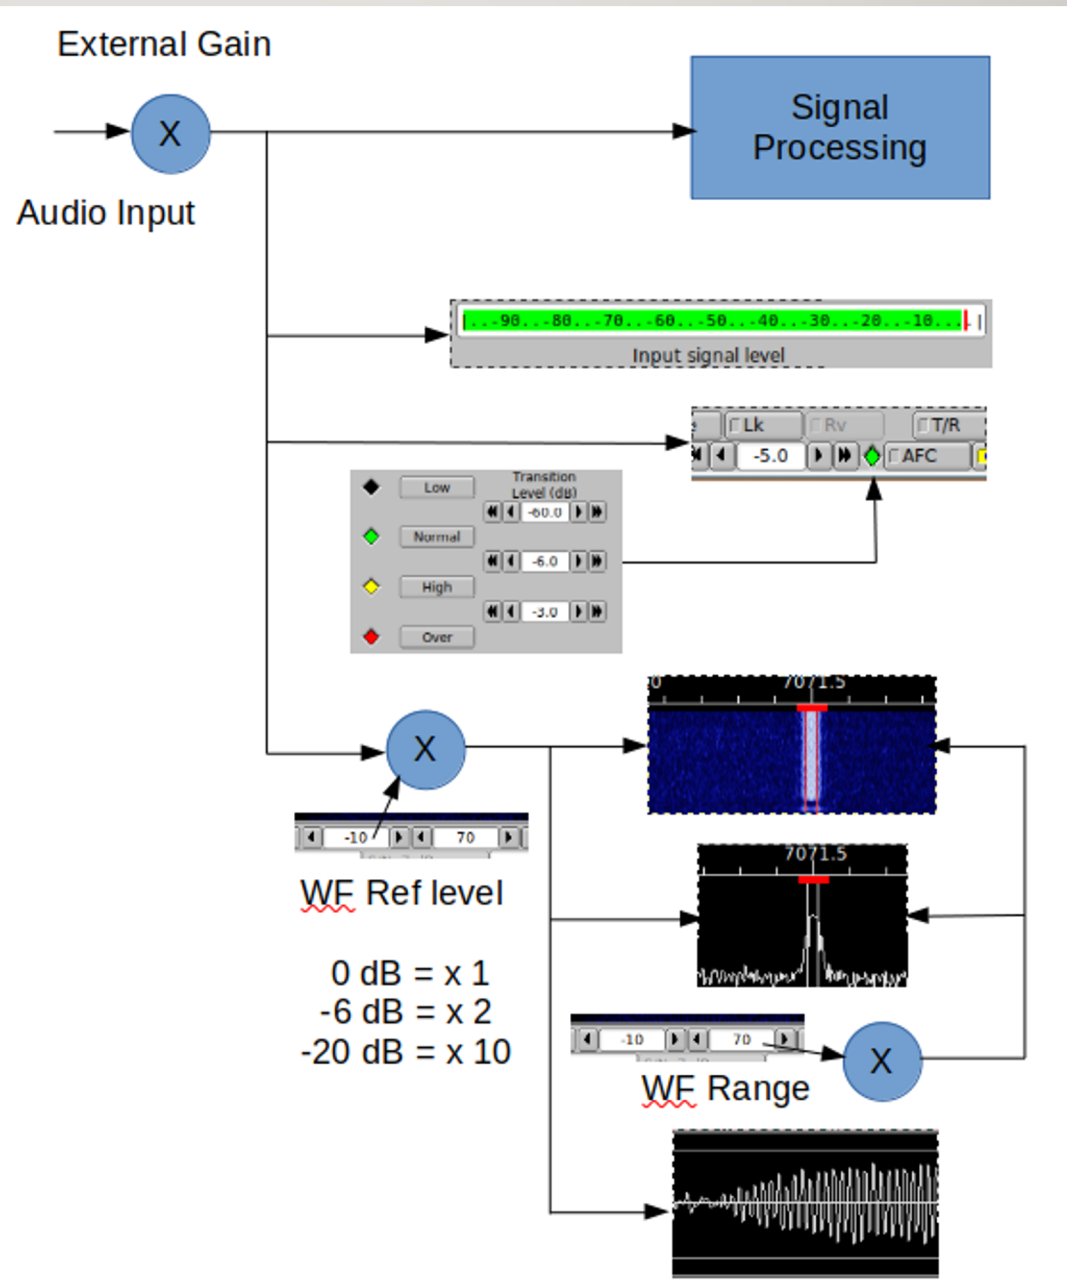 External Gain
X
Signal
Processing
Audio Input
|..-90..-80..-70..-60..-50..-40..-30..-20..-10...
Input signal level
Lk
Rv
T/R
-5.0
AFC
Transition
Level (dB)
Low
-60.0
Normal
-6.0
High
-3.0
Over
0
7071.5
X
-10
70
WF Ref level
7071.5
0 dB = x 1
-6 dB = x 2
-20 dB = x 10
-10
70
X
WF Range